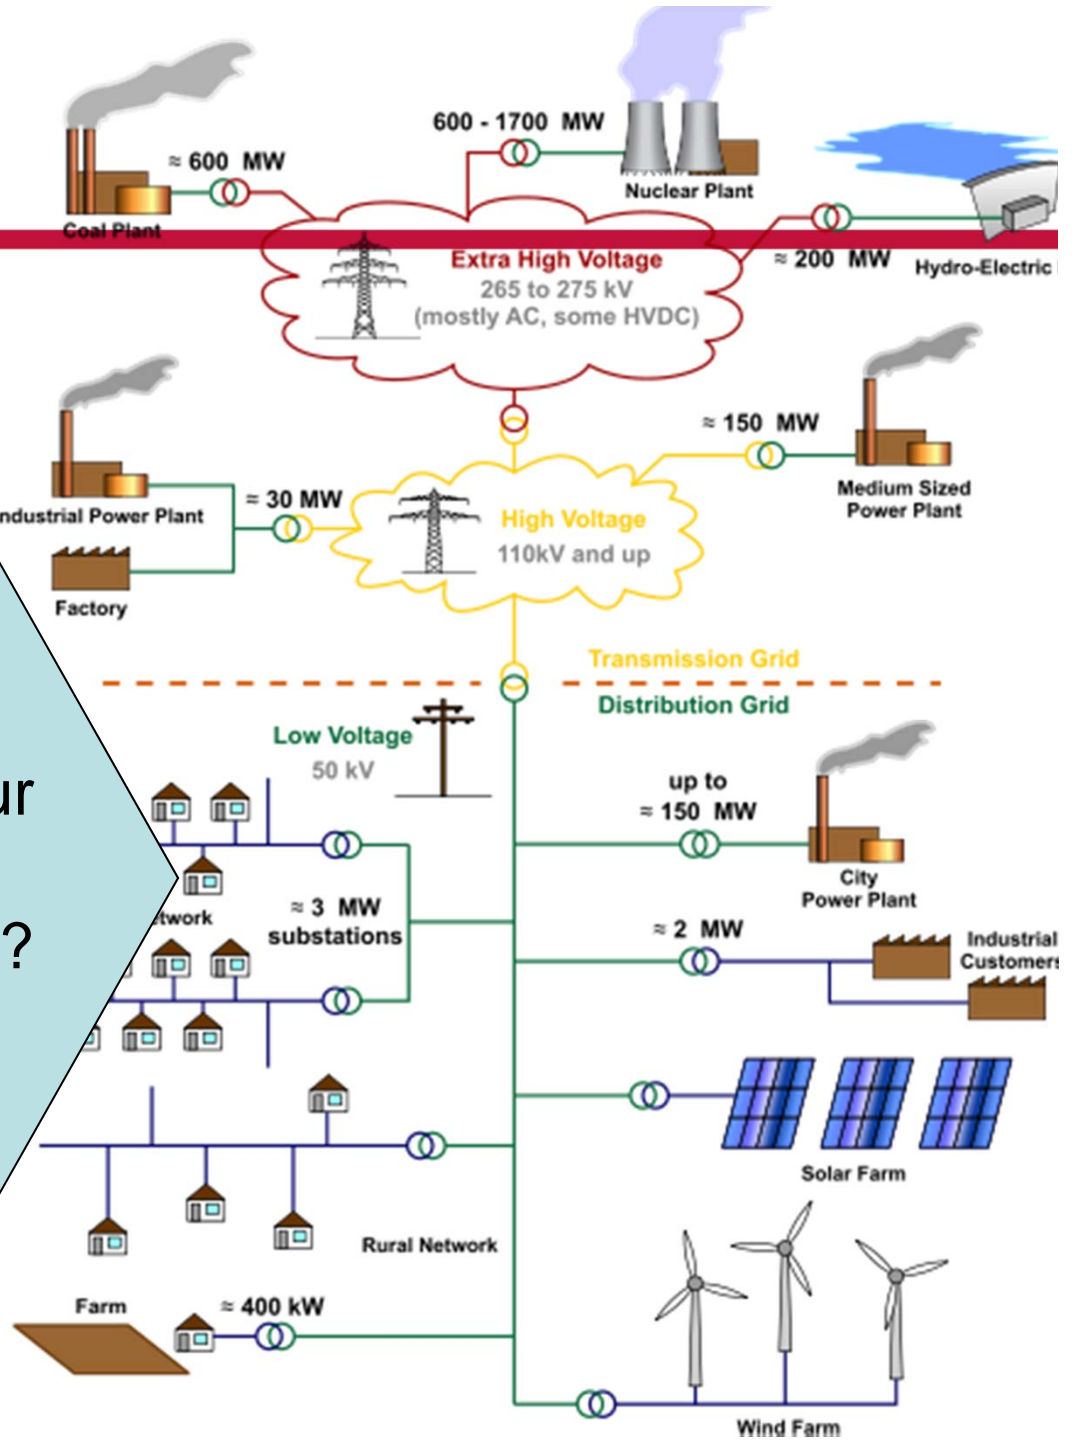 600 - 1700 MW
≈ 600 MW
Nuclear Plant
Coal Plant
≈ 200 MW
Hydro-Electric
Extra High Voltage
265 to 275 kV
(mostly AC, some HVDC)
≈ 150 MW
Medium Sized
Power Plant
≈ 30 MW
ndustrial Power Plant
High Voltage
110kV and up
Factory
Transmission Grid
Distribution Grid
Low Voltage
50 kV
up to
≈ 150 MW
ur
City
Power Plant
≈ 3 MW
substations
etwork
?
≈ 2 MW
Industrial
Customers
Solar Farm
Rural Network
Farm
≈ 400 kW
Wind Farm